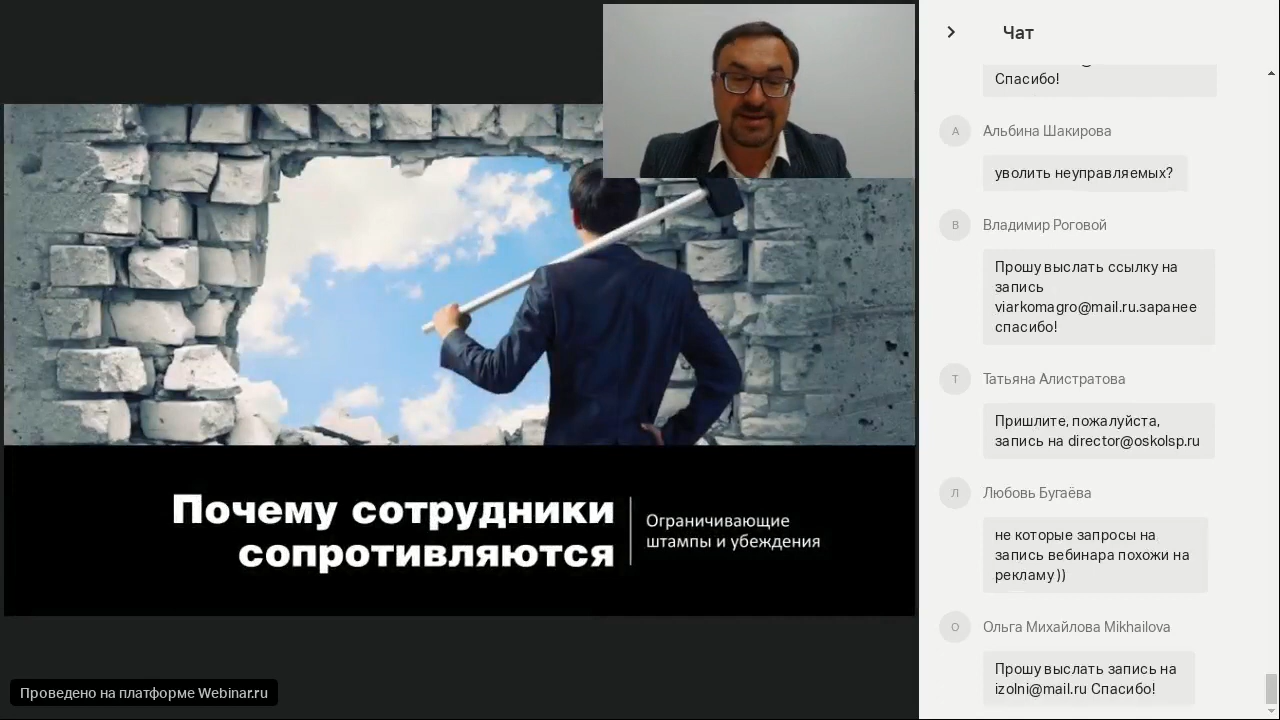 Почему сотрудники
сопротивляются
Ограничивающие
штампы и убеждения
Проведено на платформе Webinar.ru
Чат
Спасибо!
А
Альбина Шакирова
уволить неуправляемых?
В
Владимир Роговой
Прошу выслать ссылку на
запись
viarkomagro@mail.ru.заранее
спасибо!
Т
Татьяна Алистратова
Пришлите, пожалуйста,
запись на director@oskolsp.ru
Л
Любовь Бугаёва
не которые запросы на
запись вебинара похожи на
рекламу ))
О
Ольга Михайлова Mikhailova
Прошу выслать запись на
izolni@mail.ru Спасибо!